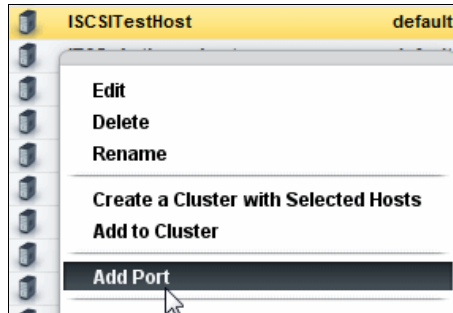 ISCSITestHost default
Edit
Delete
Rename
Create a Cluster with Selected Hosts
Add to Cluster
Add Port